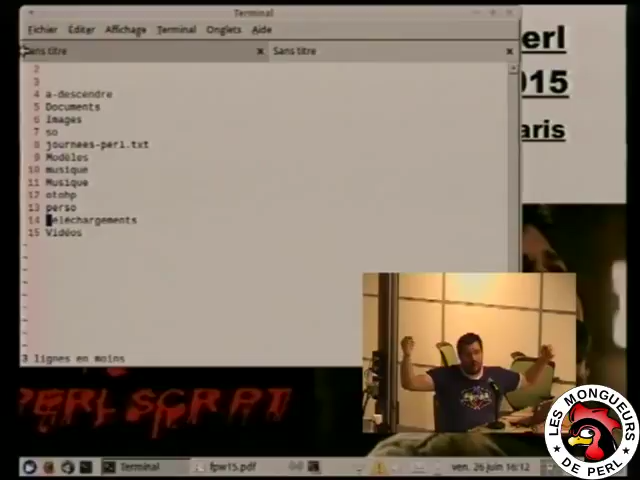 Terminal
Fichier Éditer Affichage Terminal Onglets Aide
Sans titre
Sans titre
2
3
4 a-descendre
5 Documents
6 Images
7 so
8 journees-perl.txt
9 Modèles
10 musique
11 Musique
12 otohp
13 perso
14 Téléchargements
15 Vidéos
3 lignes en moins
erl
015
aris
PERL SCRPT
LES MONGUEURS
DE PERL
Terminal
fpw15.pdf
ven. 26 juin 16:12